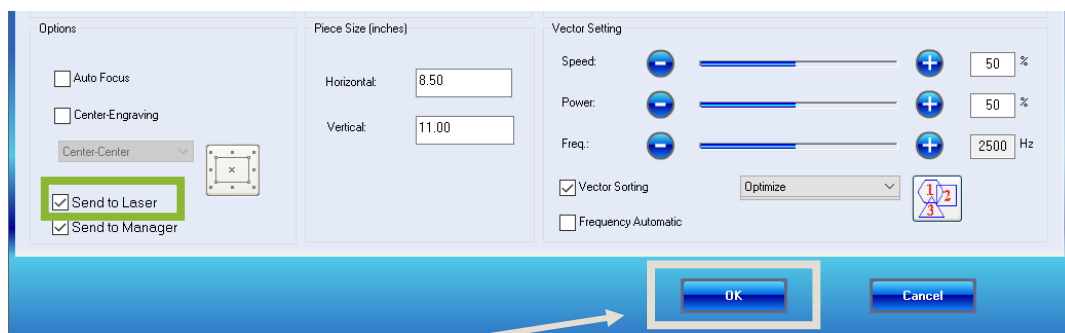 Options
Auto Focus
Center-Engraving
Center-Center
Send to Laser
Send to Manager
Piece Size (inches)
Horizontal: 8.50
Vertical: 11.00
Vector Setting
Speed: 50 %
Power: 50 %
Freq.: 2500 Hz
Vector Sorting Optimize
1 2
3
Frequency Automatic
OK Cancel